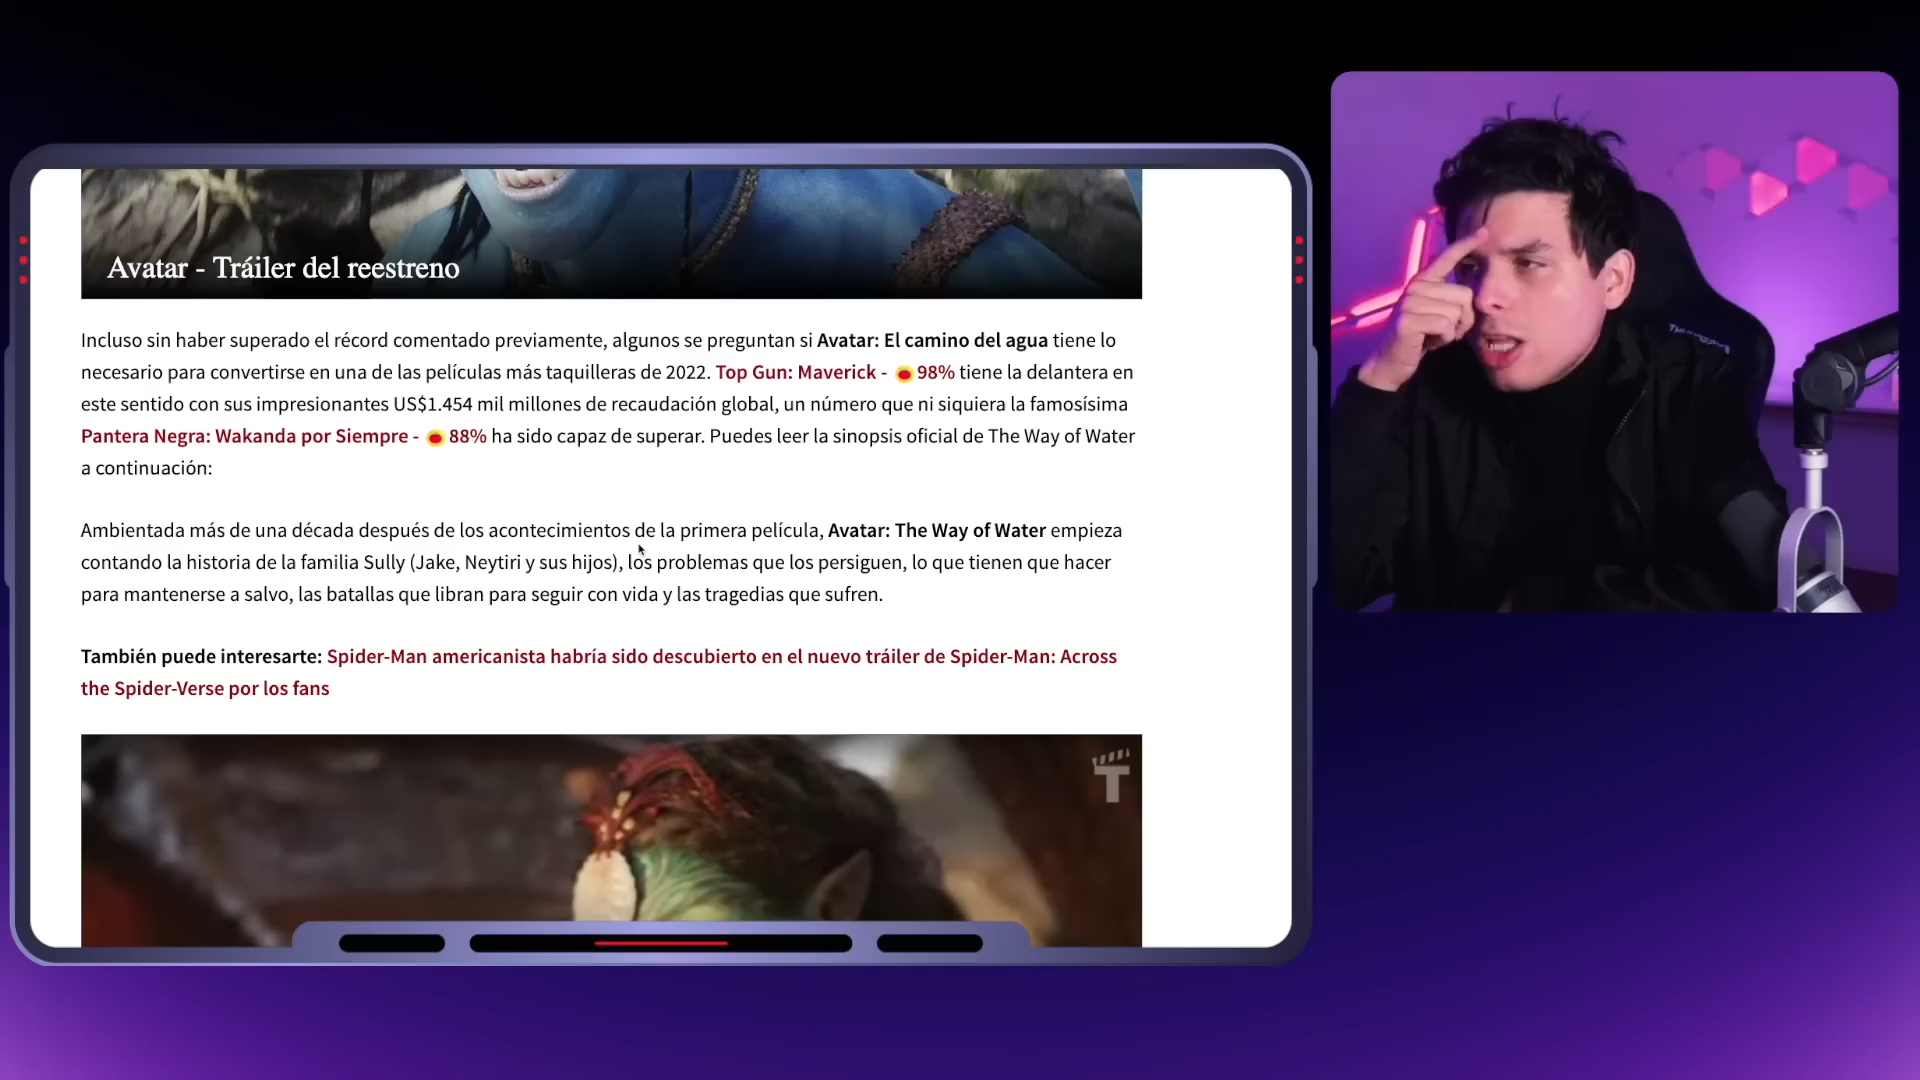 Avatar - Tráiler del reestreno
Incluso sin haber superado el récord comentado previamente, algunos se preguntan si Avatar: El camino del agua tiene lo
necesario para convertirse en una de las películas más taquilleras de 2022. Top Gun: Maverick - 98% tiene la delantera en
este sentido con sus impresionantes US$1.454 mil millones de recaudación global, un número que ni siquiera la famosísima
Pantera Negra: Wakanda por Siempre - 88% ha sido capaz de superar. Puedes leer la sinopsis oficial de The Way of Water
a continuación:
Ambientada más de una década después de los acontecimientos de la primera película, Avatar: The Way of Water empieza
contando la historia de la familia Sully (Jake, Neytiri y sus hijos), los problemas que los persiguen, lo que tienen que hacer
para mantenerse a salvo, las batallas que libran para seguir con vida y las tragedias que sufren.
También puede interesarte: Spider-Man americanista habría sido descubierto en el nuevo tráiler de Spider-Man: Across
the Spider-Verse por los fans
T